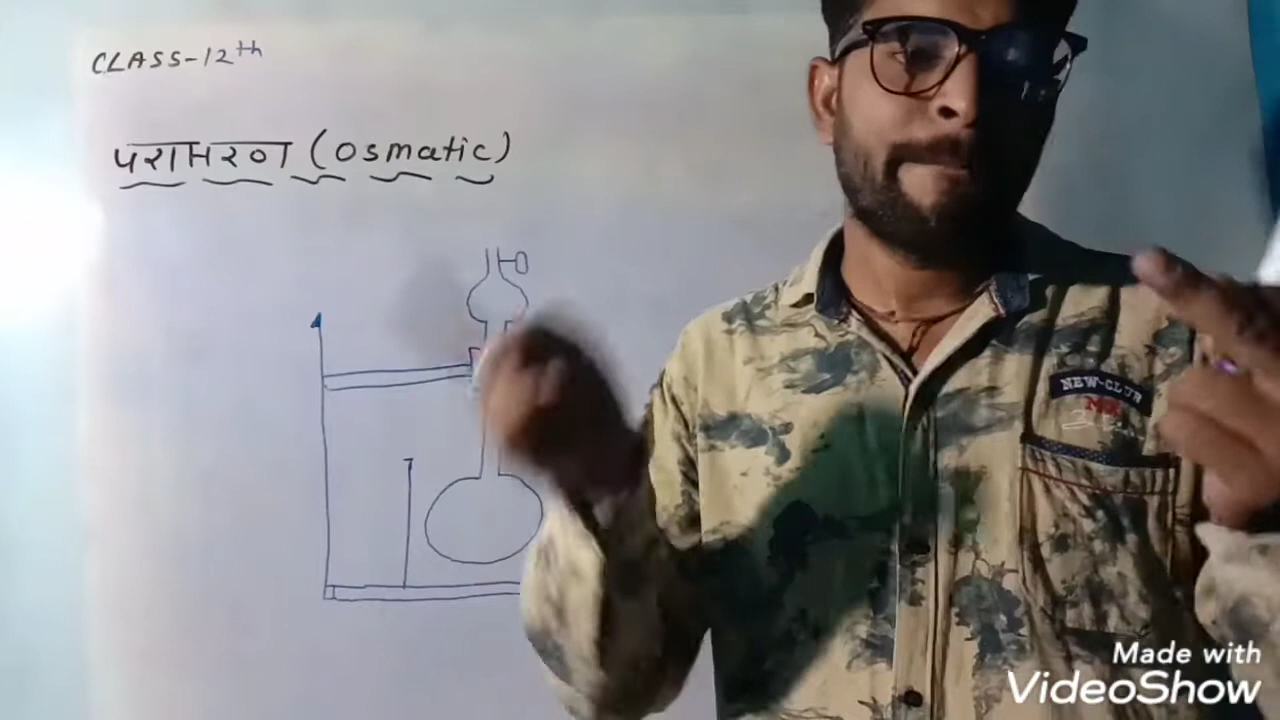 CLASS-12th
परासरण (Osmatic)
NEW-CLUB
Made with
VideoShow